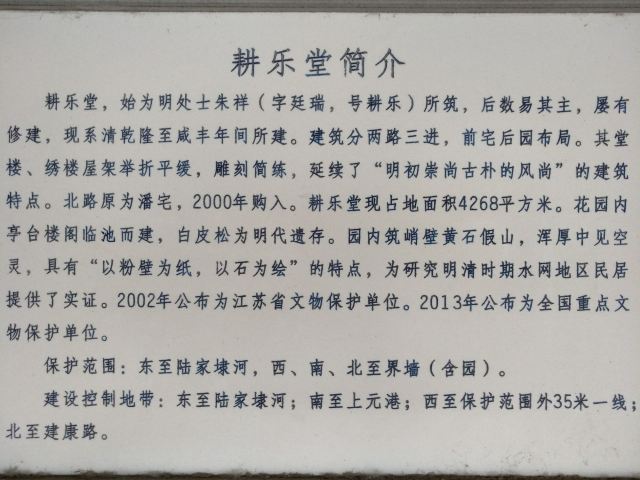 耕乐堂简介
耕乐堂，始为明处士朱祥（字廷瑞，号耕乐）所筑，后数易其主，屡有
修建，现系清乾隆至咸丰年间所建。建筑分两路三进，前宅后园布局。其堂
楼、绣楼屋架举折平缓，雕刻简练，延续了“明初崇尚古朴的风尚”的建筑
特点。北路原为潘宅，2000年购入。耕乐堂现占地面积4268平方米。花园内
亭台楼阁临池而建，白皮松为明代遗存。园内筑峭壁黄石假山，浑厚中见空
灵，具有“以粉壁为纸，以石为绘”的特点，为研究明清时期水网地区民居
提供了实证。2002年公布为江苏省文物保护单位。2013年公布为全国重点文
物保护单位。
保护范围：东至陆家埭河，西、南、北至界墙（含园）。
建设控制地带：东至陆家埭河；南至上元港；西至保护范围外35米一线；
北至建康路。